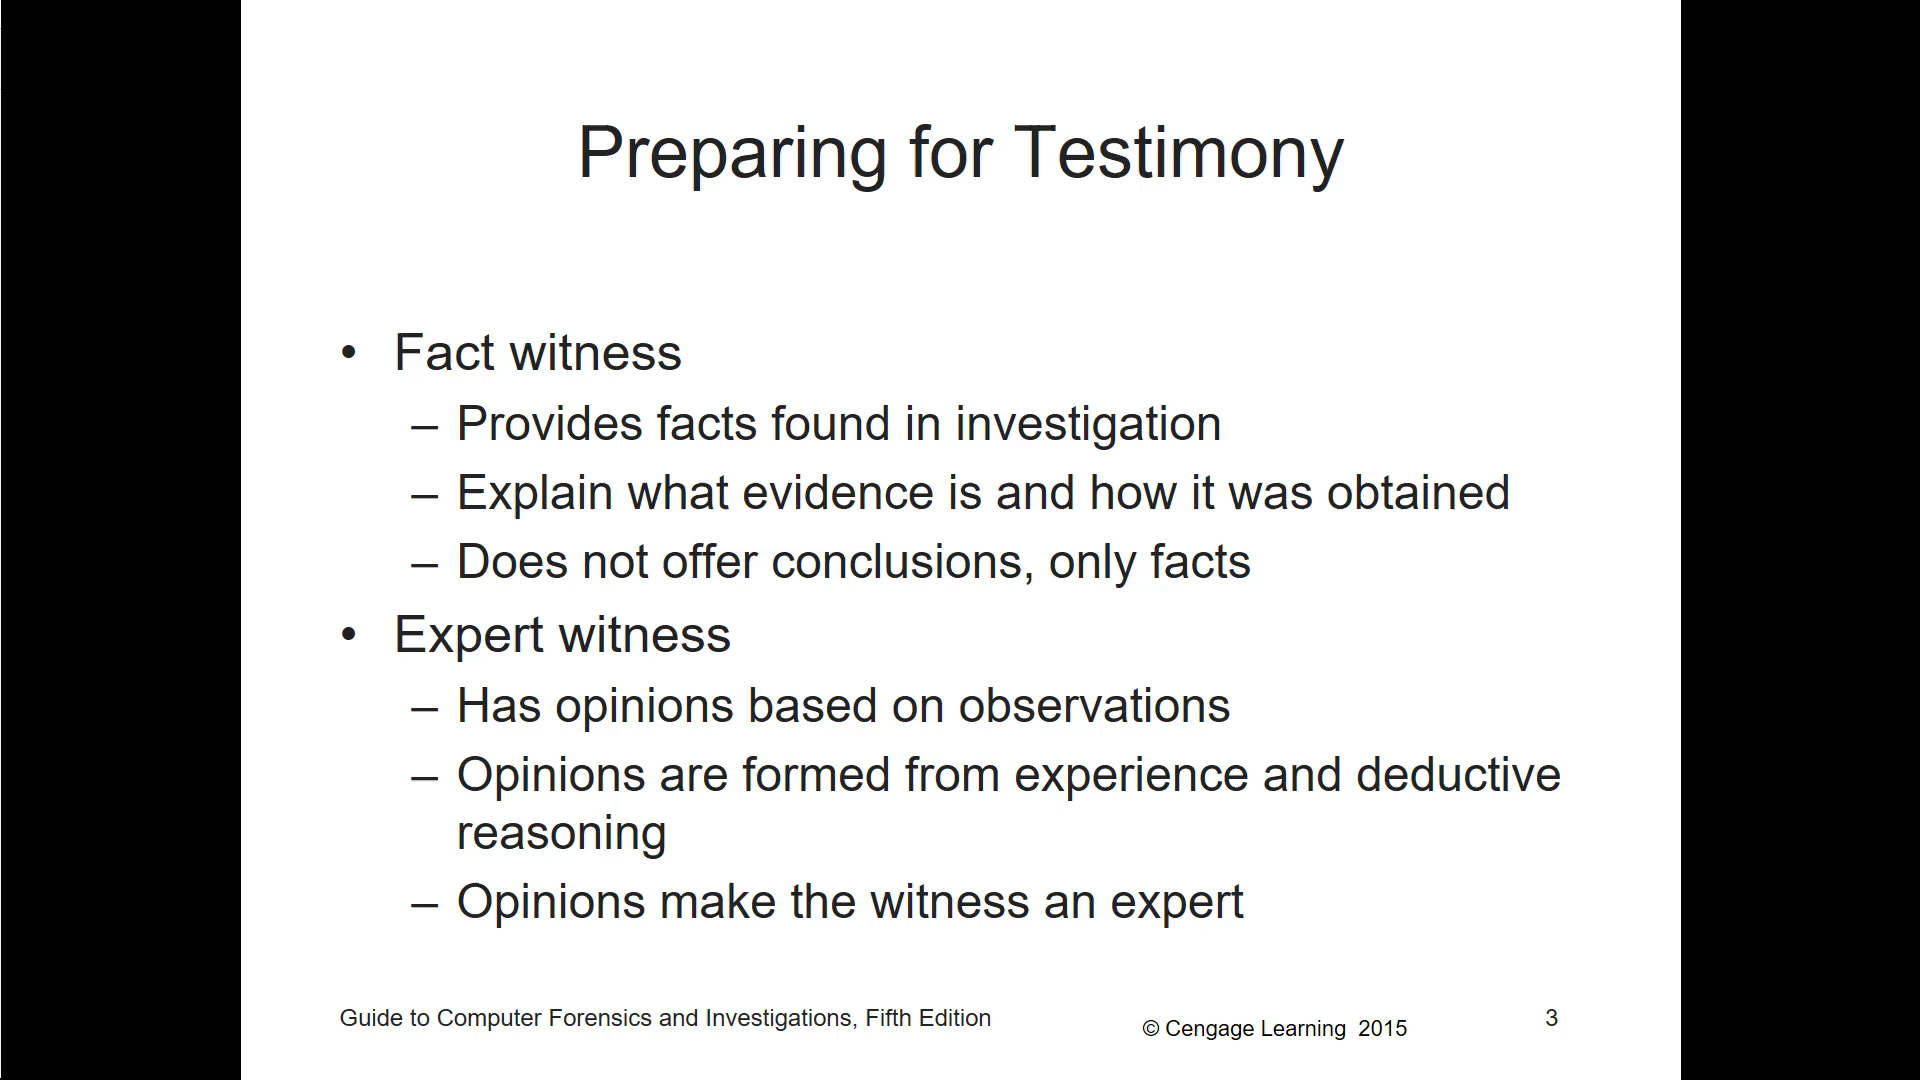 Preparing for Testimony
• Fact witness
– Provides facts found in investigation
– Explain what evidence is and how it was obtained
– Does not offer conclusions, only facts
• Expert witness
– Has opinions based on observations
– Opinions are formed from experience and deductive
reasoning
– Opinions make the witness an expert
Guide to Computer Forensics and Investigations, Fifth Edition
© Cengage Learning 2015
3